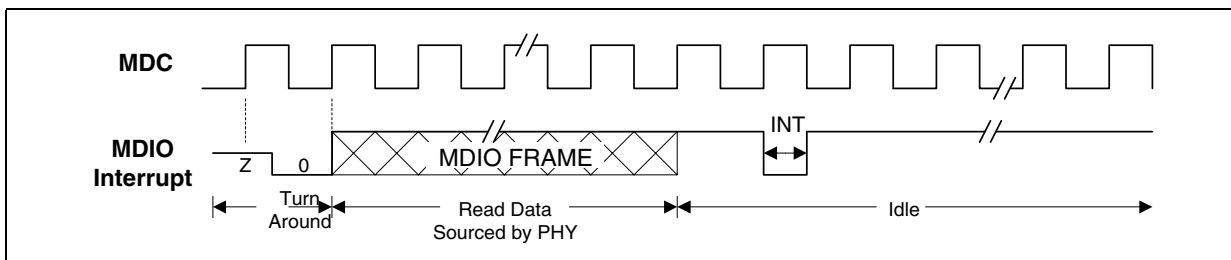 MDC
INT
MDIO
Interrupt
Z
0
MDIO FRAME
Turn
Around
Read Data
Sourced by PHY
Idle